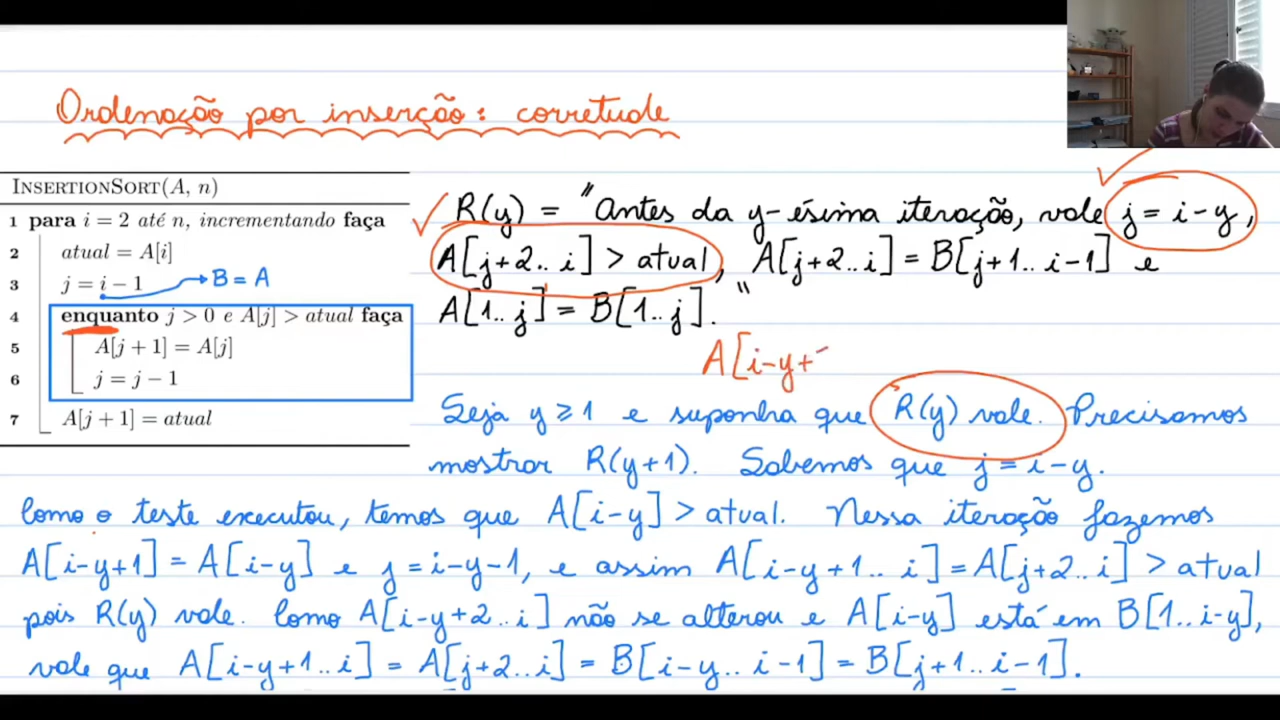 Ordenação por inserção: corretude
INSERTIONSORT(A, n)
1 para i = 2 até n, incrementando faça
2 atual = A[i]
3 j = i − 1
B = A
4 enquanto j > 0 e A[j] > atual faça
5 A[j + 1] = A[j]
6 j = j − 1
7 A[j + 1] = atual
R(y) = "Antes da y-ésima iteração, vale j = i-y,
A[j+2..i] > atual, A[j+2..i] = B[j+1..i-1] e
A[1..j] = B[1..j]."
A[i-y+
Seja y ≥ 1 e suponha que R(y) vale. Precisamos
mostrar R(y+1). Sabemos que j = i-y.
Como o teste executou, temos que A[i-y] > atual. Nessa iteração fazemos
A[i-y+1] = A[i-y] e j = i-y-1, e assim A[i-y+1..i] = A[j+2..i] > atual
pois R(y) vale. Como A[i-y+2..i] não se alterou e A[i-y] está em B[1..i-y],
vale que A[i-y+1..i] = A[j+2..i] = B[i-y..i-1] = B[j+1..i-1].